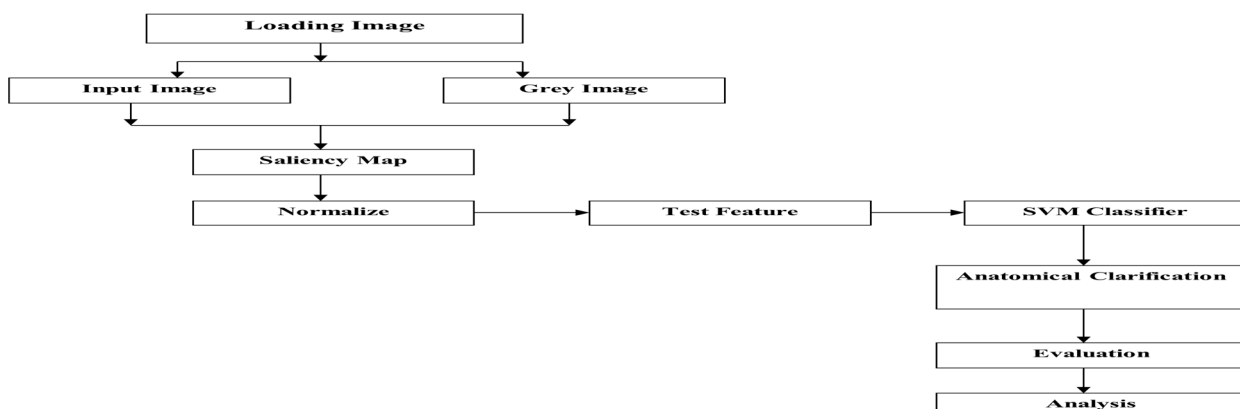 Loading Image
Input Image
Grey Image
Saliency Map
Normalize
Test Feature
SVM Classifier
Anatomical Clarification
Evaluation
Analysis